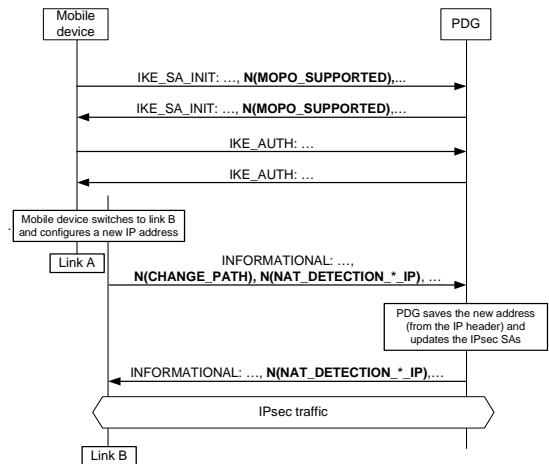 Mobile
device
PDG
IKE_SA_INIT: …, N(MOPO_SUPPORTED),...
IKE_SA_INIT: …, N(MOPO_SUPPORTED),…
IKE_AUTH: …
IKE_AUTH: …
Mobile device switches to link B
and configures a new IP address
.
Link A
INFORMATIONAL: …,
N(CHANGE_PATH), N(NAT_DETECTION_*_IP), …
PDG saves the new address
(from the IP header) and
updates the IPsec SAs
INFORMATIONAL: …, N(NAT_DETECTION_*_IP),…
IPsec traffic
Link B